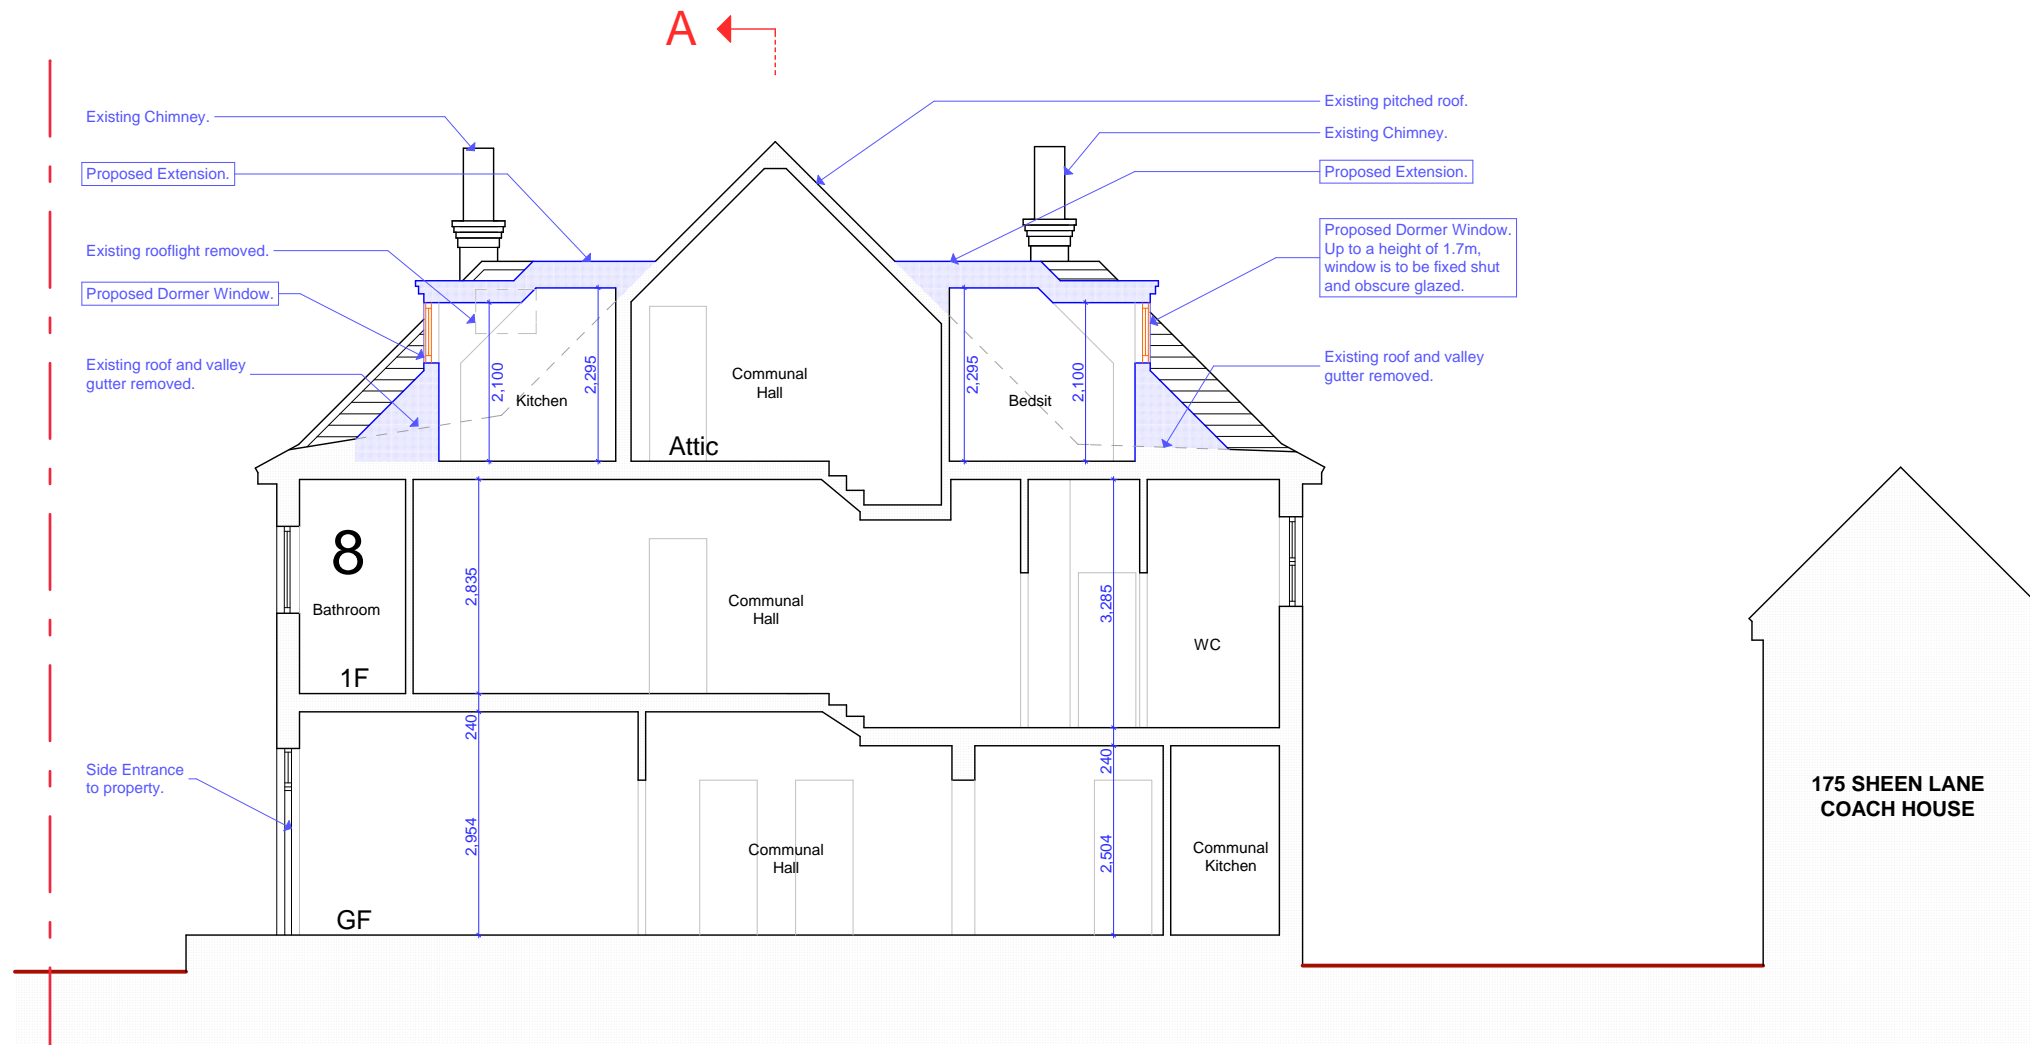 A
Existing Chimney.
Proposed Extension.
Existing rooflight removed.
Proposed Dormer Window.
Existing roof and valley
gutter removed.
Existing pitched roof.
Existing Chimney.
Proposed Extension.
Proposed Dormer Window.
Up to a height of 1.7m,
window is to be fixed shut
and obscure glazed.
Existing roof and valley
gutter removed.
2,100
2,295
Kitchen
Communal
Hall
Attic
2,295
Bedsit
2,100
8
Bathroom
1F
2,835
Communal
Hall
3,285
WC
240
240
Side Entrance
to property.
2,954
Communal
Hall
2,504
Communal
Kitchen
GF
175 SHEEN LANE
COACH HOUSE